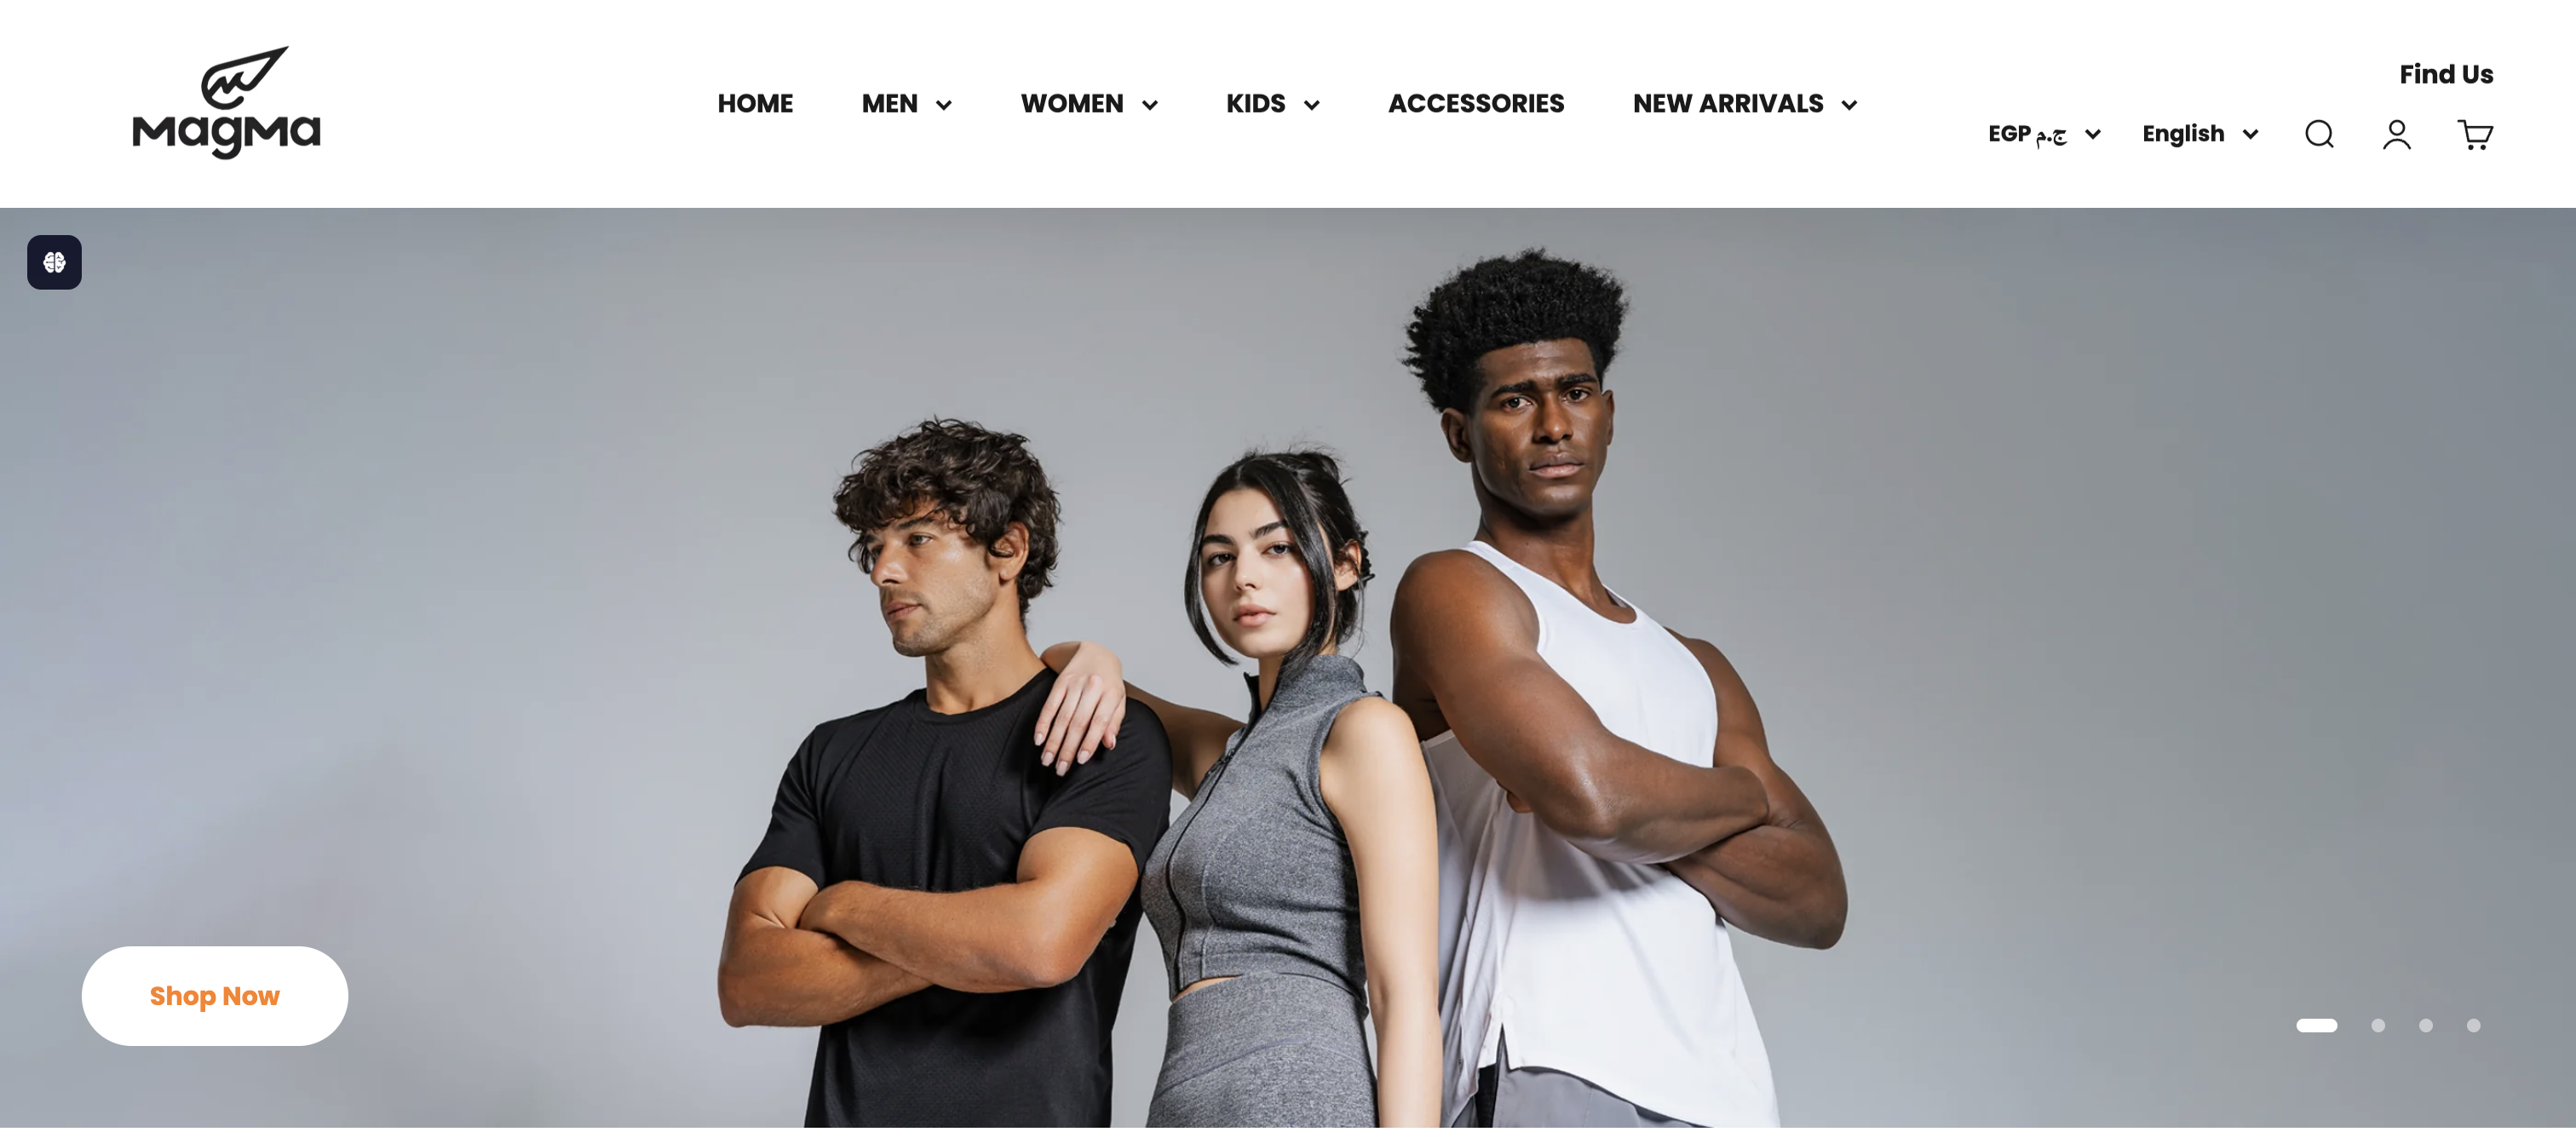 MagMa
HOME MEN WOMEN KIDS ACCESSORIES NEW ARRIVALS
Find Us
EGP ج.م English
Shop Now